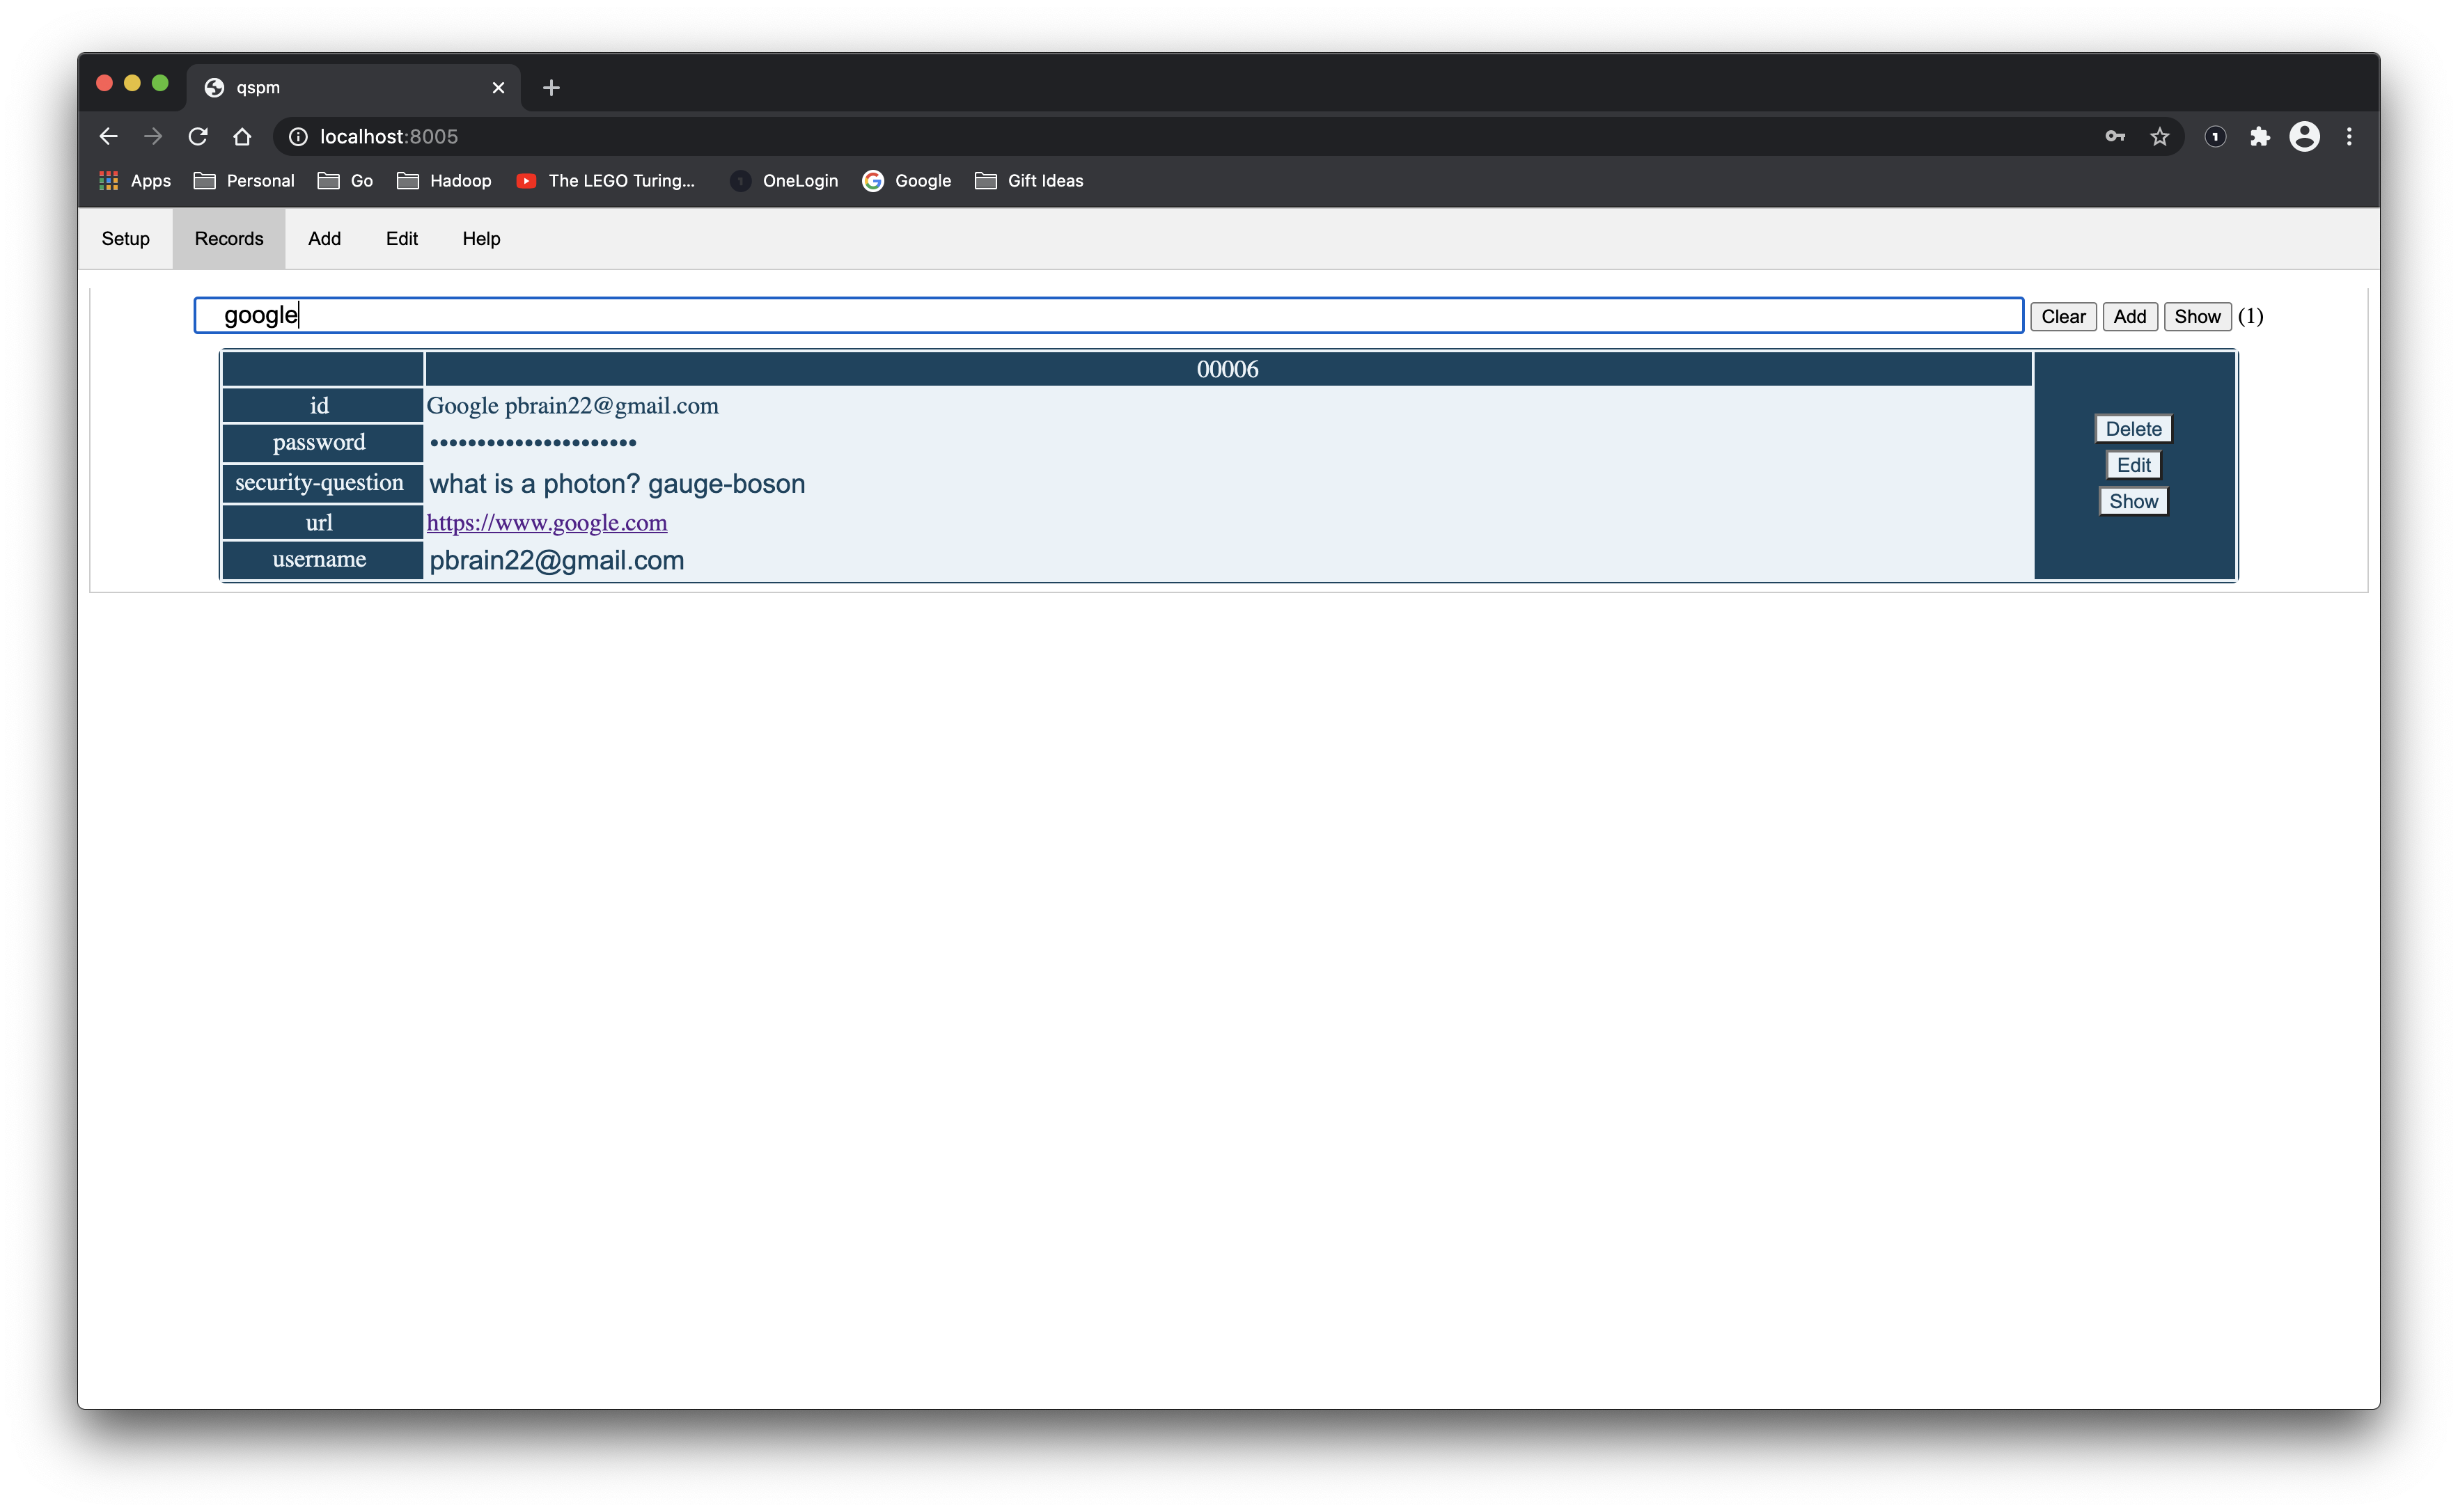 qspm
localhost:8005
Apps Personal Go Hadoop The LEGO Turing... OneLogin Google Gift Ideas
Setup Records Add Edit Help
google Clear Add Show (1)
00006
id Google pbrain22@gmail.com
password ••••••••••••••••••••••
Delete
security-question what is a photon? gauge-boson
Edit
url https://www.google.com
Show
username pbrain22@gmail.com